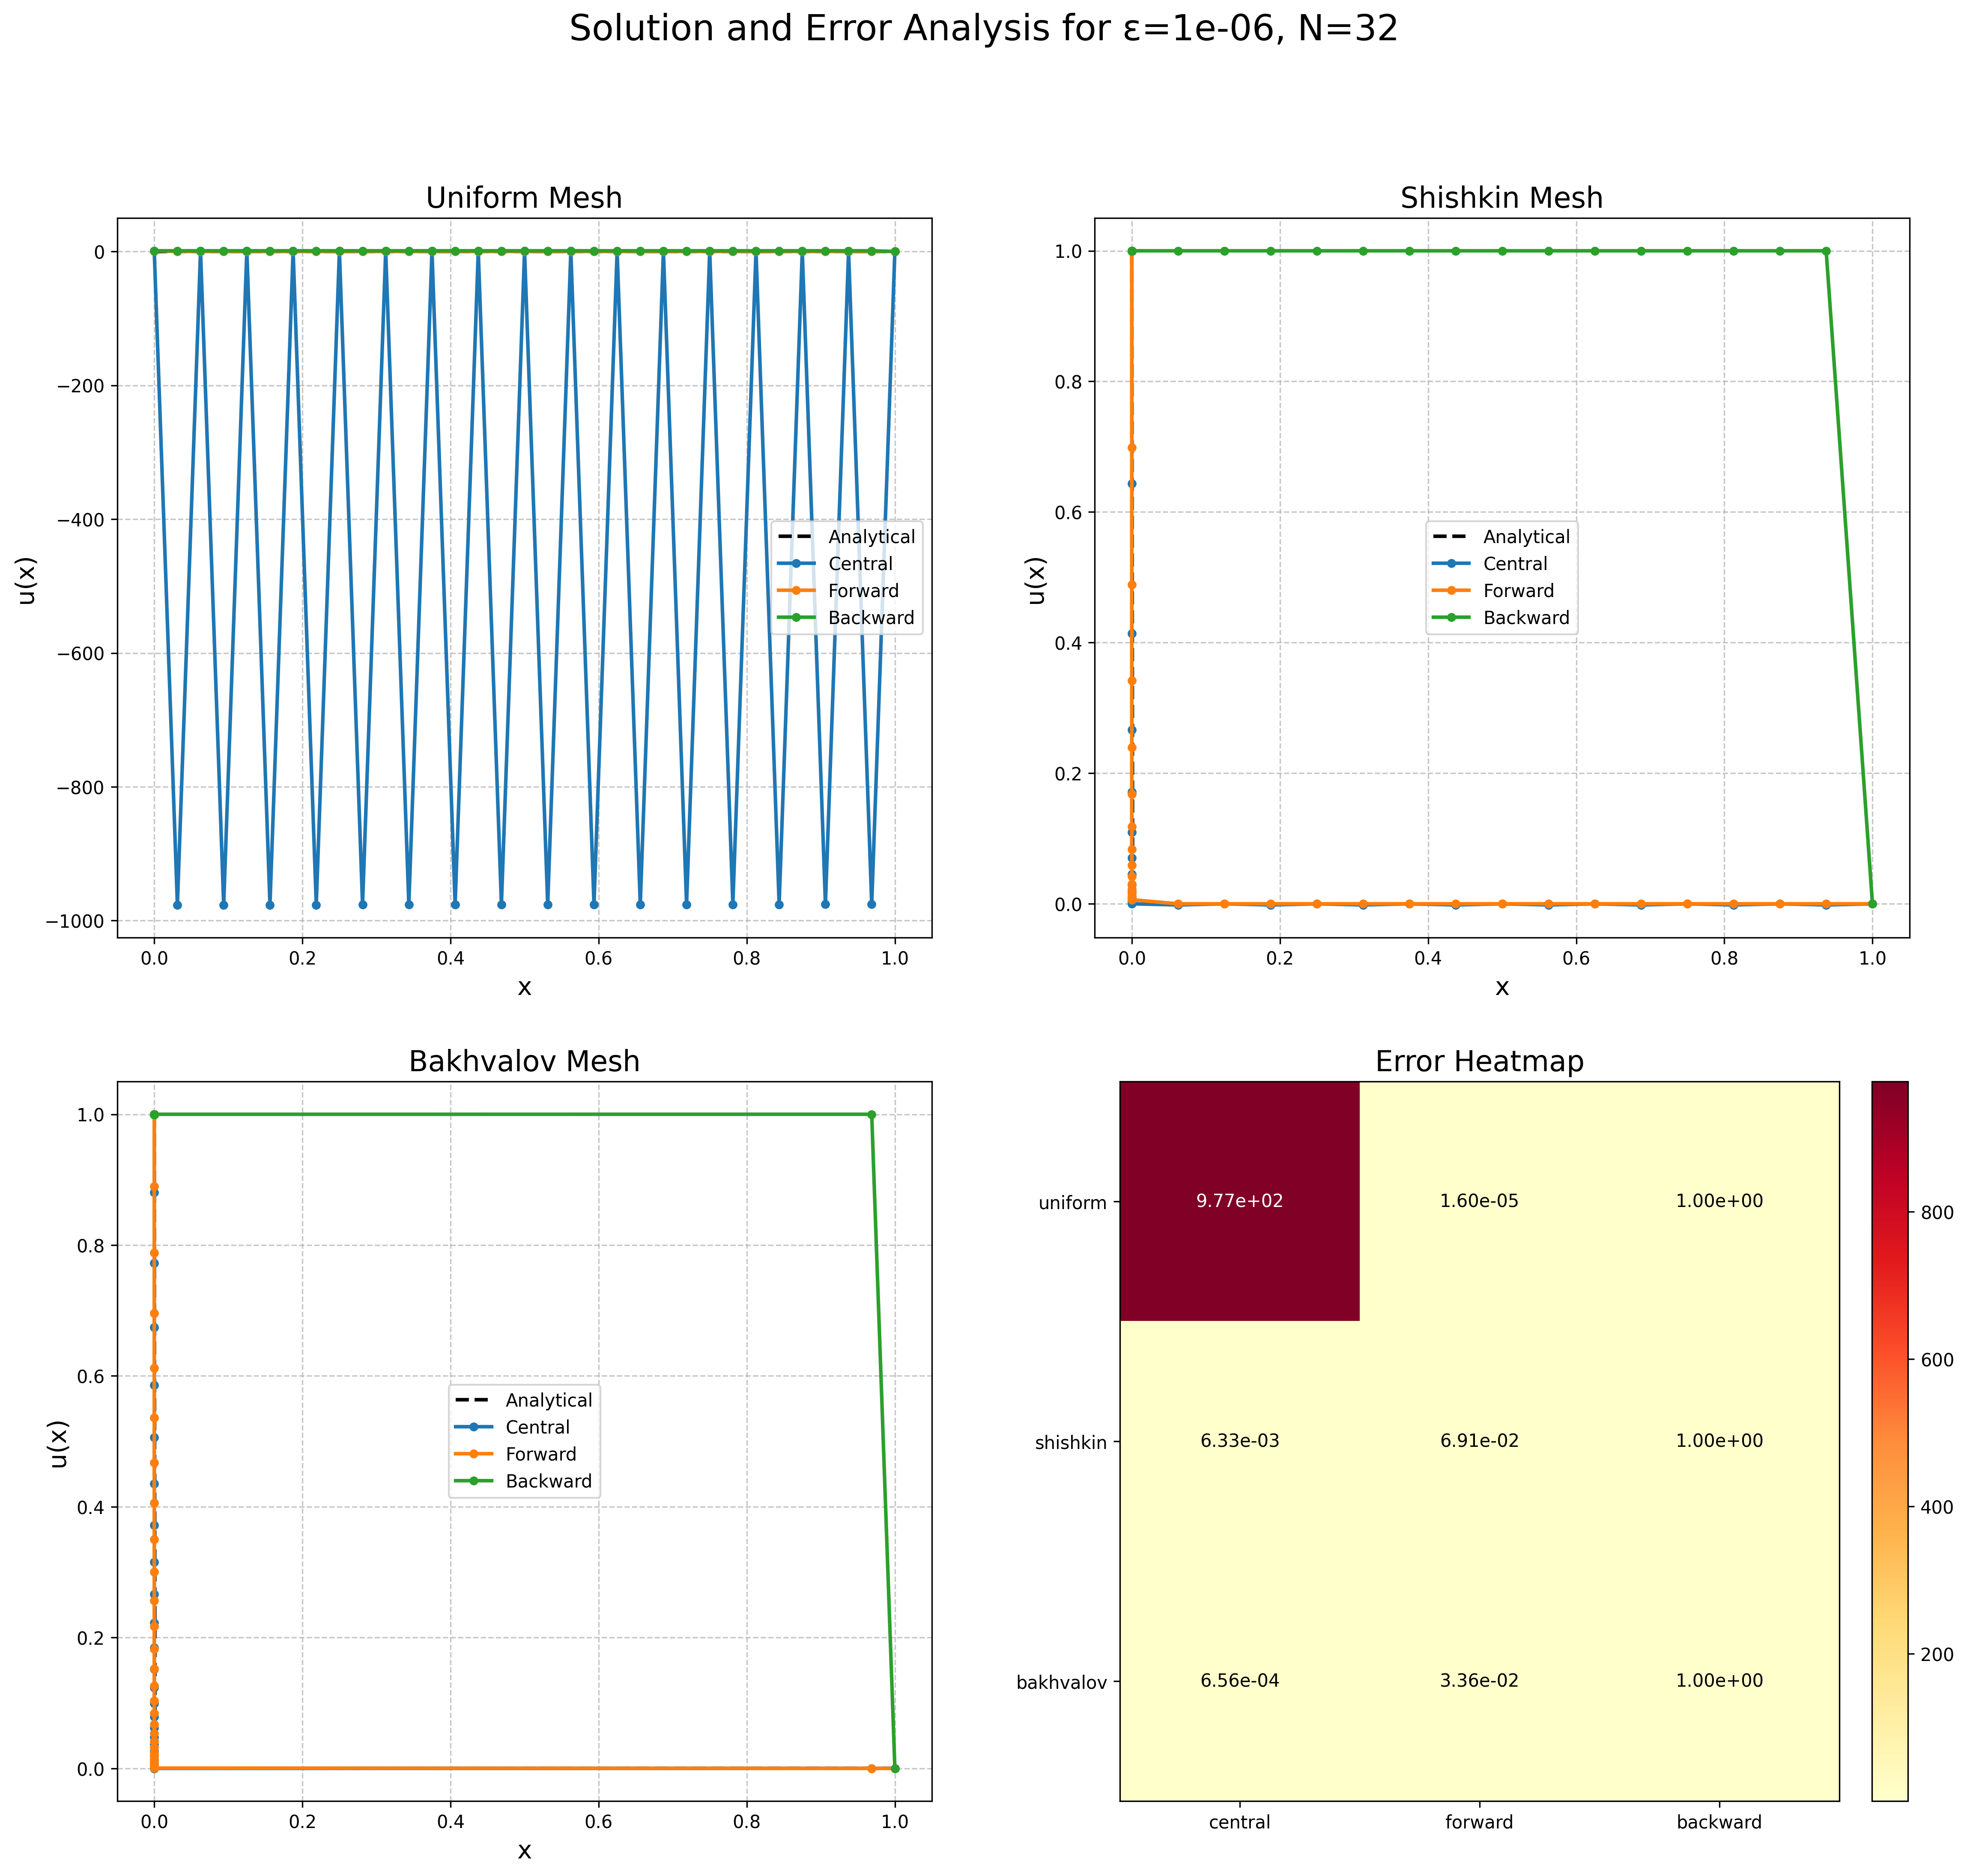 Solution and Error Analysis for ε=1e-06, N=32
Uniform Mesh
u(x)
0
−200
−400
−600
−800
−1000
Analytical
Central
Forward
Backward
0.0 0.2 0.4 0.6 0.8 1.0
x
Shishkin Mesh
u(x)
1.0
0.8
0.6
0.4
0.2
0.0
Analytical
Central
Forward
Backward
0.0 0.2 0.4 0.6 0.8 1.0
x
Bakhvalov Mesh
u(x)
1.0
0.8
0.6
0.4
0.2
0.0
Analytical
Central
Forward
Backward
0.0 0.2 0.4 0.6 0.8 1.0
x
Error Heatmap
uniform 9.77e+02 1.60e-05 1.00e+00
shishkin 6.33e-03 6.91e-02 1.00e+00
bakhvalov 6.56e-04 3.36e-02 1.00e+00
central forward backward
800
600
400
200